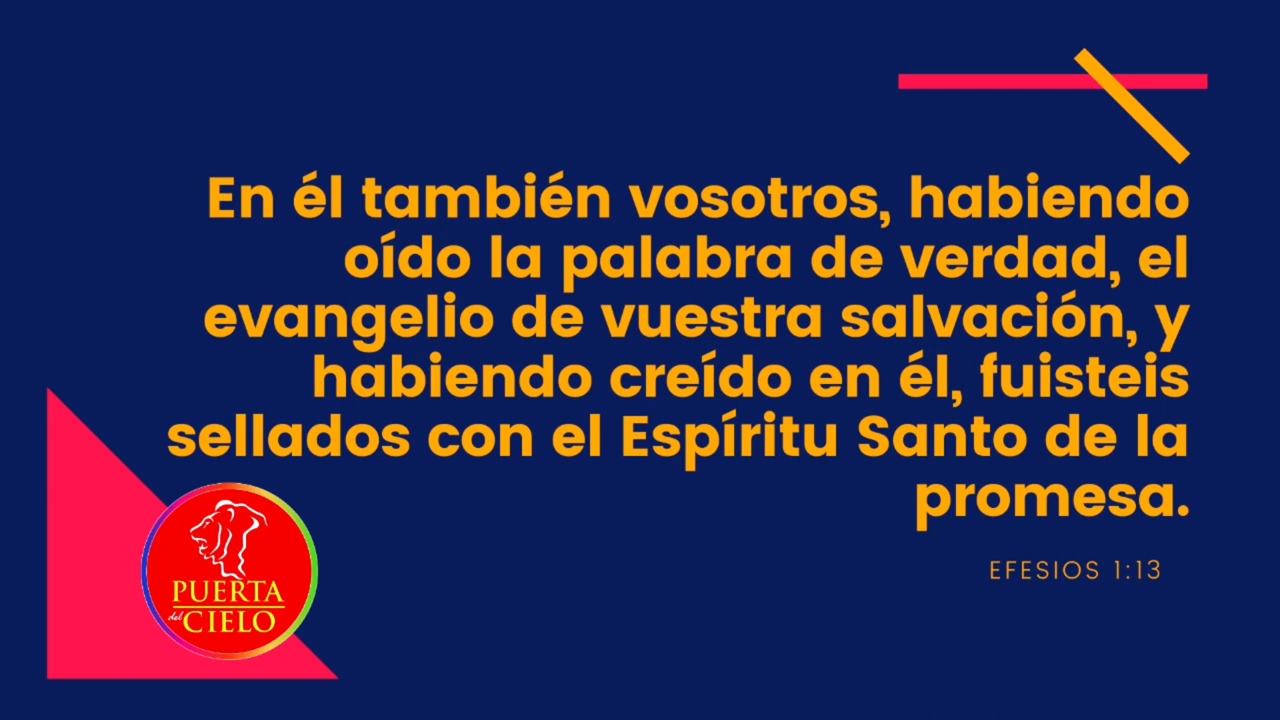 En él también vosotros, habiendo
oído la palabra de verdad, el
evangelio de vuestra salvación, y
habiendo creído en él, fuisteis
sellados con el Espíritu Santo de la
promesa.
EFESIOS 1:13
PUERTA
del CIELO